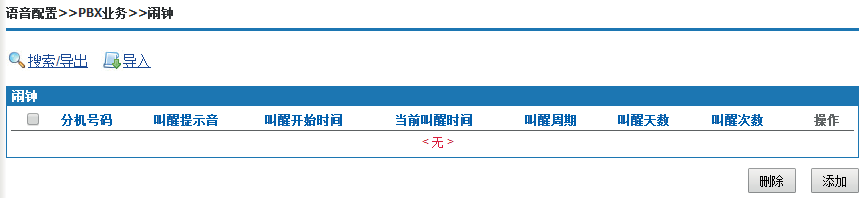 语音配置>>PBX业务>>闹钟
搜索/导出 导入
闹钟
分机号码 叫醒提示音 叫醒开始时间 当前叫醒时间 叫醒周期 叫醒天数 叫醒次数 操作
< 无 >
删除 添加